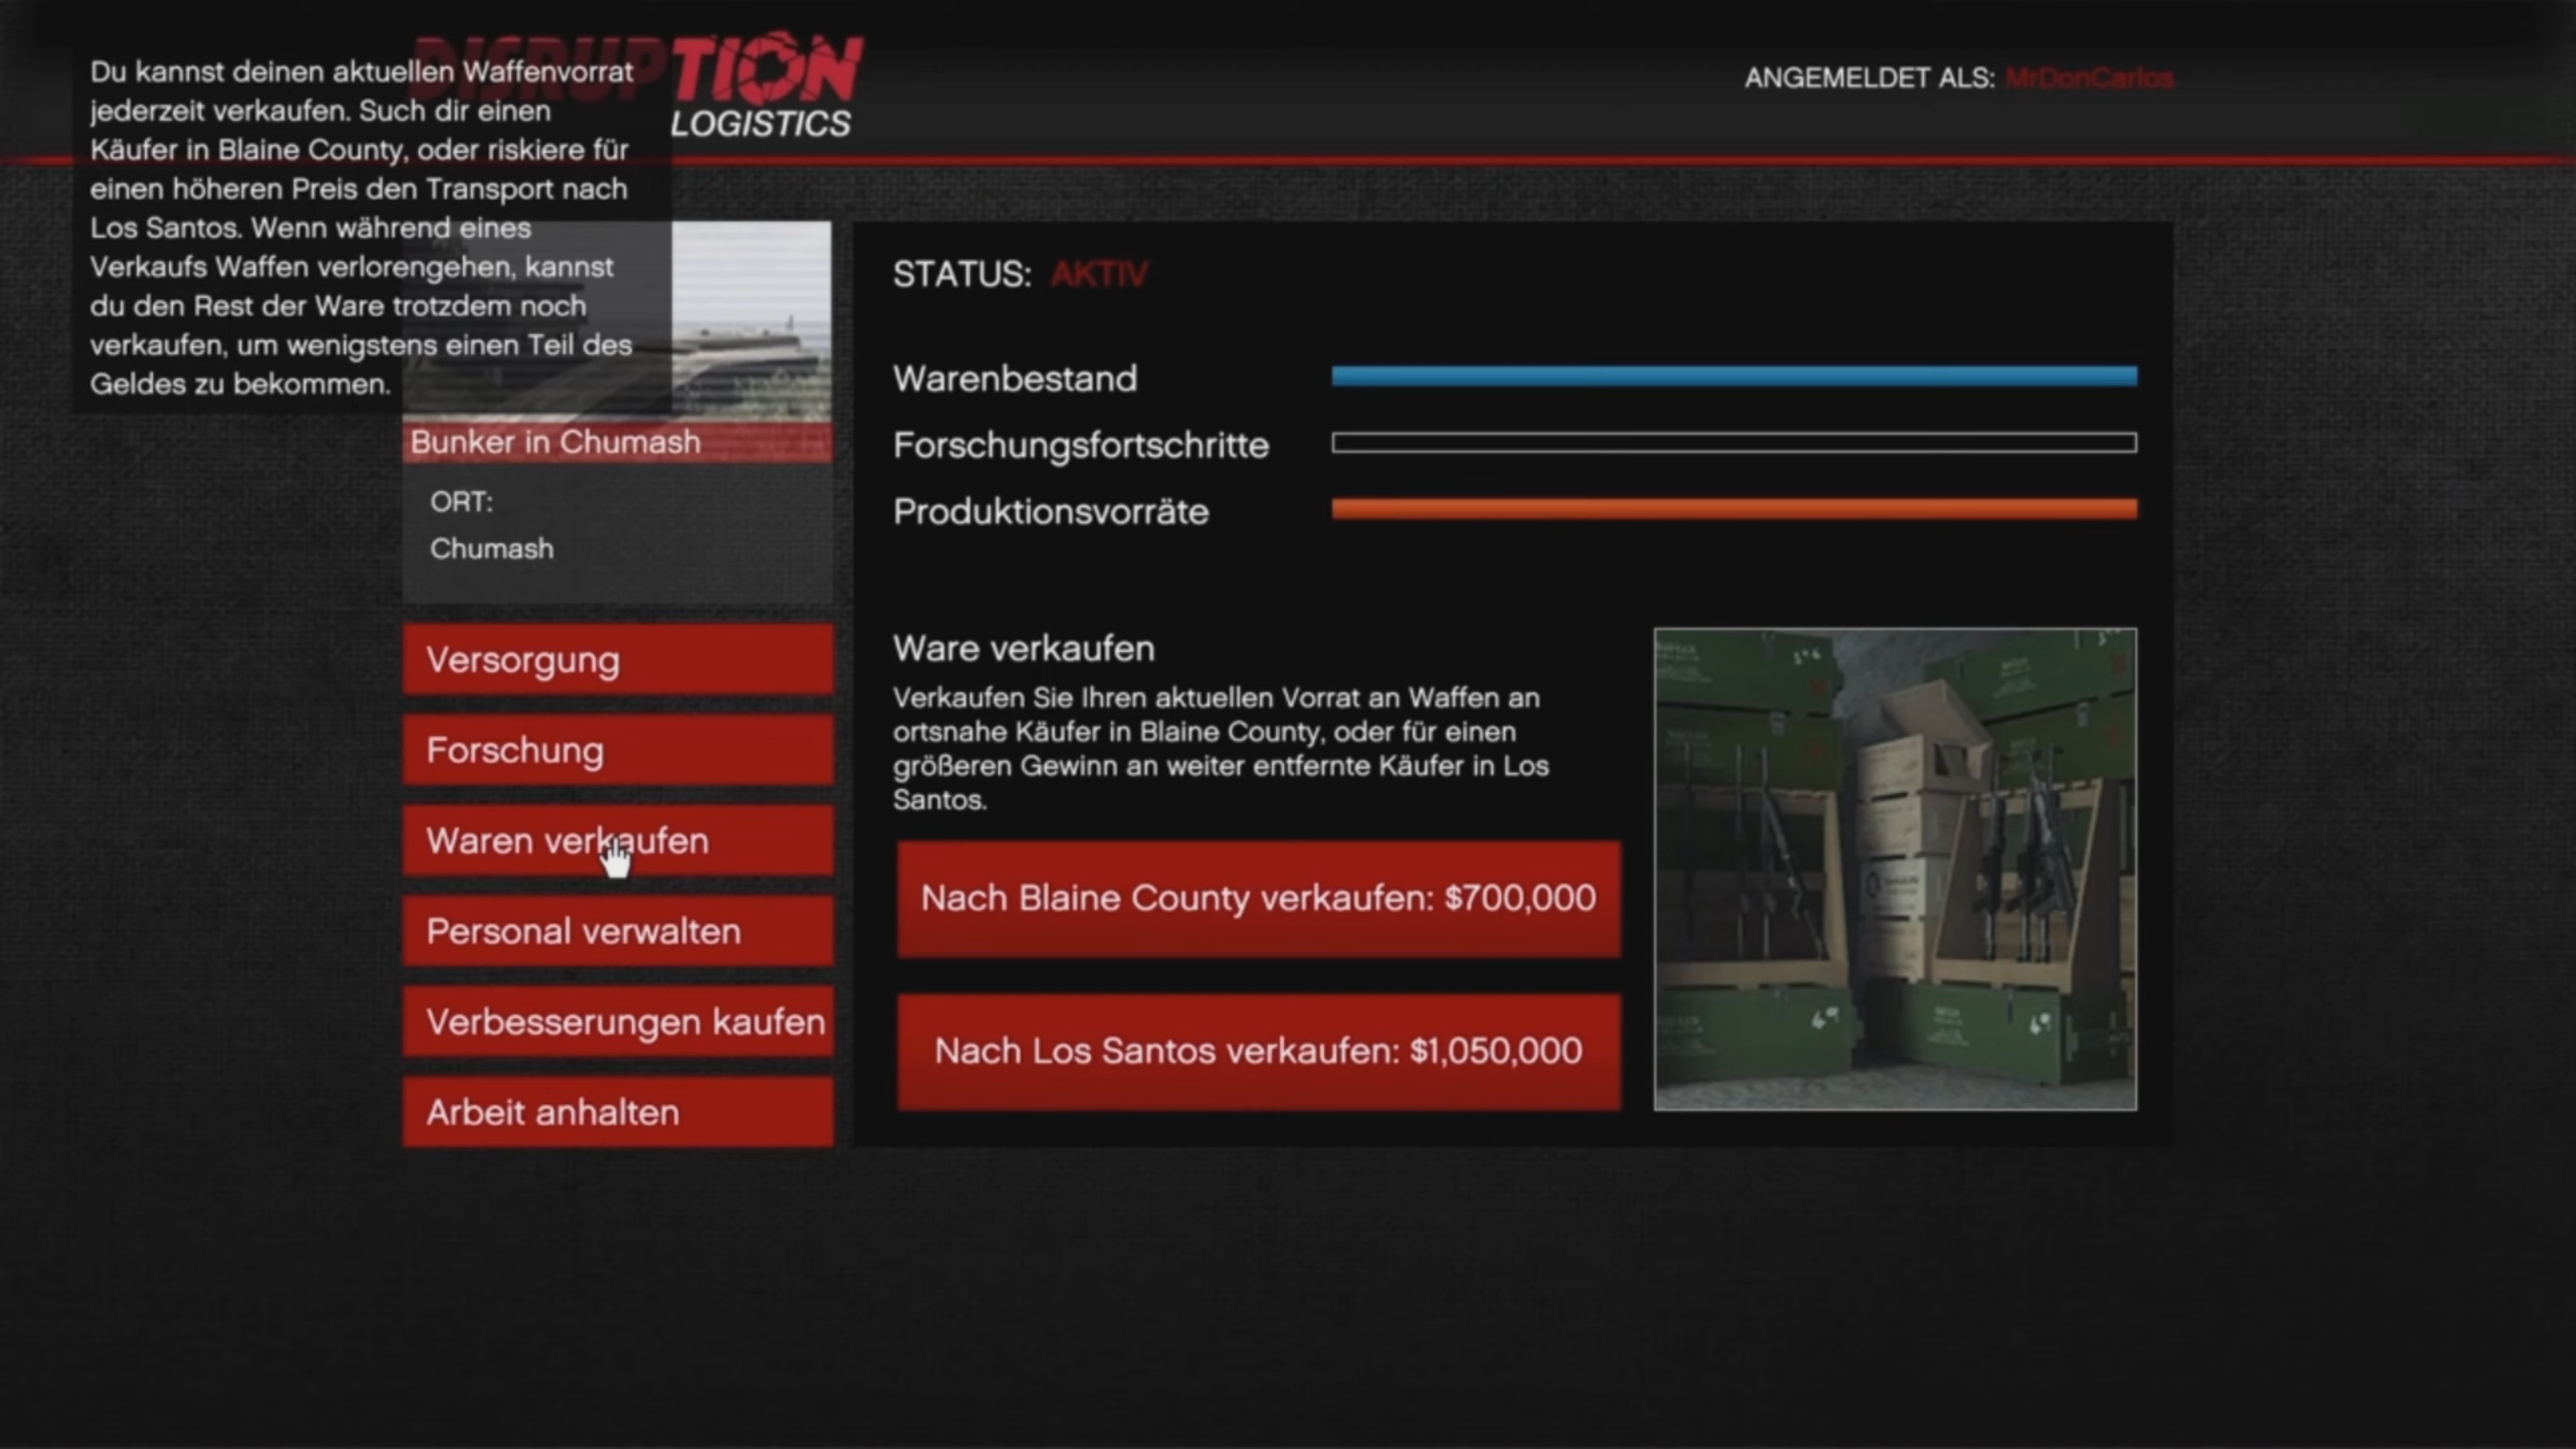 Du kannst deinen aktuellen Waffenvorrat
jederzeit verkaufen. Such dir einen
Käufer in Blaine County, oder riskiere für
einen höheren Preis den Transport nach
Los Santos. Wenn während eines
Verkaufs Waffen verlorengehen, kannst
du den Rest der Ware trotzdem noch
verkaufen, um wenigstens einen Teil des
Geldes zu bekommen.
DISRUPTION
LOGISTICS
ANGEMELDET ALS: MrDonCarlos
Bunker in Chumash
ORT:
Chumash
Versorgung
Forschung
Waren verkaufen
Personal verwalten
Verbesserungen kaufen
Arbeit anhalten
STATUS: AKTIV
Warenbestand
Forschungsfortschritte
Produktionsvorräte
Ware verkaufen
Verkaufen Sie Ihren aktuellen Vorrat an Waffen an
ortsnahe Käufer in Blaine County, oder für einen
größeren Gewinn an weiter entfernte Käufer in Los
Santos.
Nach Blaine County verkaufen: $700,000
Nach Los Santos verkaufen: $1,050,000